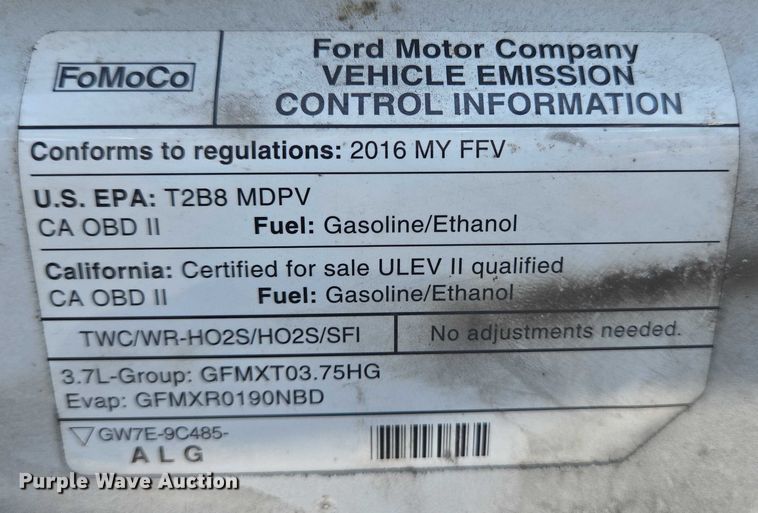 FoMoCo
Ford Motor Company
VEHICLE EMISSION
CONTROL INFORMATION
Conforms to regulations: 2016 MY FFV
U.S. EPA: T2B8 MDPV
CA OBD II Fuel: Gasoline/Ethanol
California: Certified for sale ULEV II qualified
CA OBD II Fuel: Gasoline/Ethanol
TWC/WR-HO2S/HO2S/SFI No adjustments needed.
3.7L-Group: GFMXT03.75HG
Evap: GFMXR0190NBD
GW7E-9C485-
A L G
Purple Wave Auction